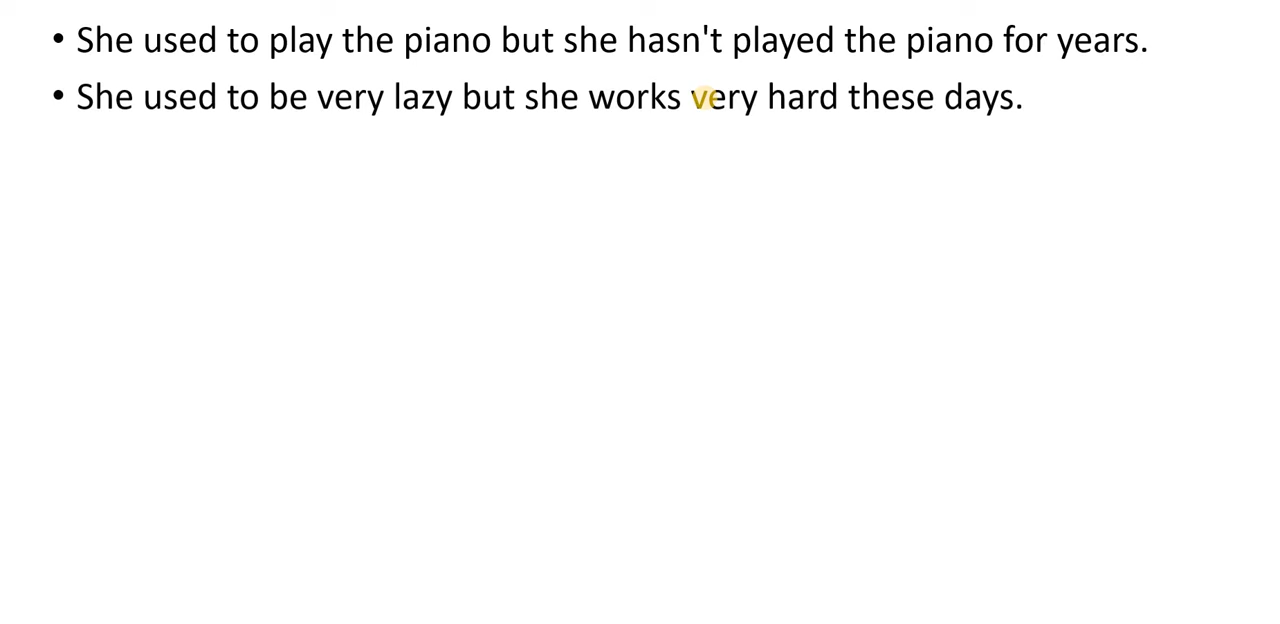 • She used to play the piano but she hasn't played the piano for years.
• She used to be very lazy but she works very hard these days.